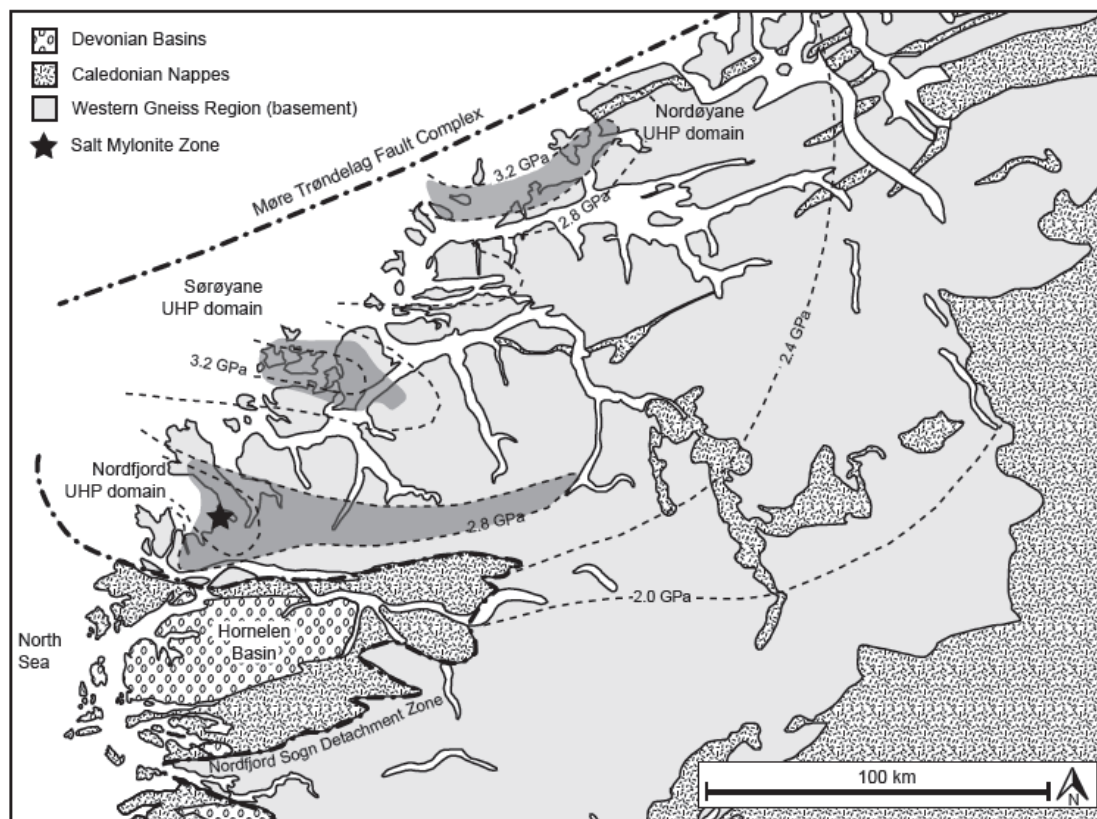 Devonian Basins
Caledonian Nappes
Western Gneiss Region (basement)
Salt Mylonite Zone
Møre Trøndelag Fault Complex
Nordøyane
UHP domain
3.2 GPa
2.8 GPa
Sørøyane
UHP domain
3.2 GPa
2.4 GPa
Nordfjord
UHP domain
2.8 GPa
2.0 GPa
North
Sea
Hornelen
Basin
Nordfjord Sogn Detachment Zone
100 km
N